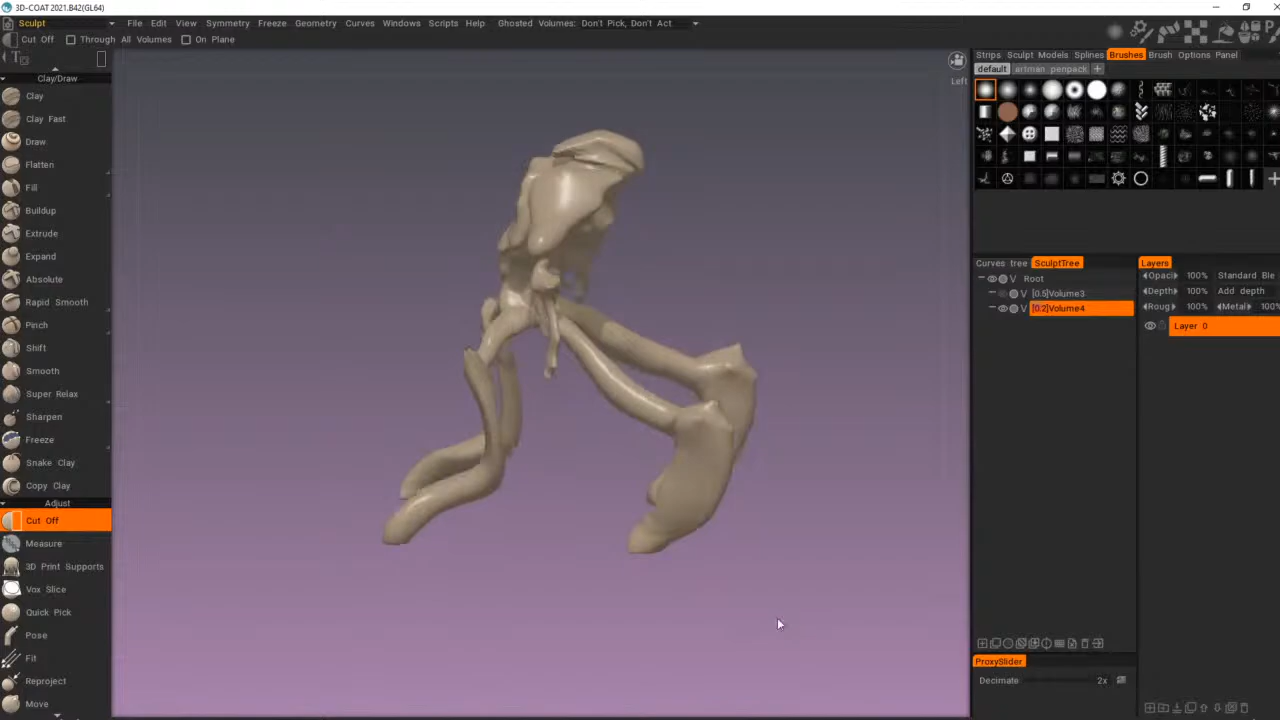 3D-COAT 2021.B42(GL64)
Sculpt File Edit View Symmetry Freeze Geometry Curves Windows Scripts Help Ghosted Volumes: Don't Pick, Don't Act
Cut Off Through All Volumes On Plane
Clay/Draw
Clay
Clay Fast
Draw
Flatten
Fill
Buildup
Extrude
Expand
Absolute
Rapid Smooth
Pinch
Shift
Smooth
Super Relax
Sharpen
Freeze
Snake Clay
Copy Clay
Adjust
Cut Off
Measure
3D Print Supports
Vox Slice
Quick Pick
Pose
Fit
Reproject
Move
Left
Strips Sculpt Models Splines Brushes Brush Options Panel
default artman penpack +
Curves tree SculptTree
Root
V [0.5]Volume3
V [0.2]Volume4
Layers
Opaci 100% Standard Ble
Depth 100% Add depth
Roug 100% Metal 100%
Layer 0
ProxySlider
Decimate 2x